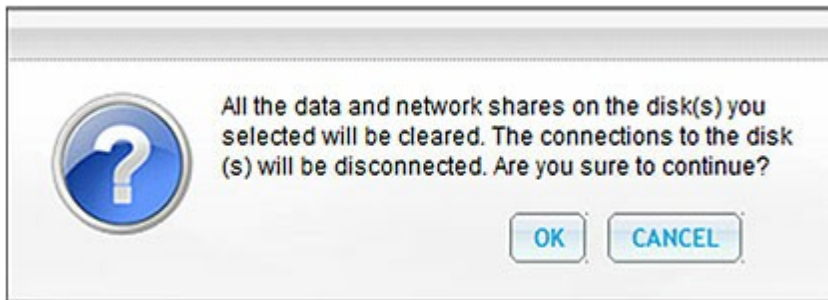 All the data and network shares on the disk(s) you
selected will be cleared. The connections to the disk
(s) will be disconnected. Are you sure to continue?
OK CANCEL